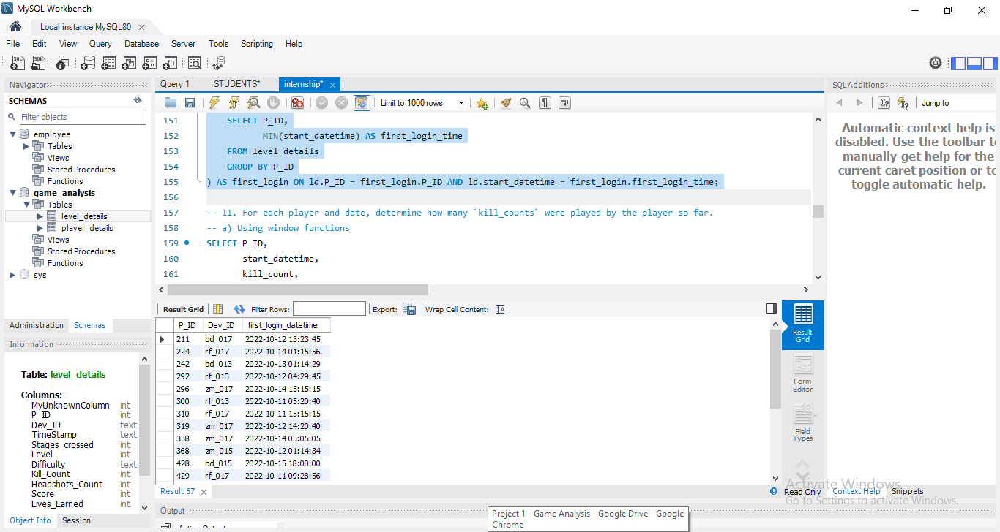 MySQL Workbench
Local instance MySQL80
File Edit View Query Database Server Tools Scripting Help
Navigator
SCHEMAS
Filter objects
employee
Tables
Views
Stored Procedures
Functions
game_analysis
Tables
level_details
player_details
Views
Stored Procedures
Functions
sys
Administration Schemas
Information
Table: level_details
Columns:
MyUnknownColumn int
P_ID int
Dev_ID text
TimeStamp text
Stages_crossed int
Level int
Difficulty text
Kill_Count int
Headshots_Count int
Score int
Lives_Earned int
Object Info Session
Query 1 STUDENTS* internship*
Limit to 1000 rows
151 SELECT P_ID,
152 MIN(start_datetime) AS first_login_time
153 FROM level_details
154 GROUP BY P_ID
155 ) AS first_login ON ld.P_ID = first_login.P_ID AND ld.start_datetime = first_login.first_login_time;
156
157 -- 11. For each player and date, determine how many `kill_counts` were played by the player so far.
158 -- a) Using window functions
159 SELECT P_ID,
160 start_datetime,
161 kill_count,
Result Grid Filter Rows: Export: Wrap Cell Content:
P_ID Dev_ID first_login_datetime
211 bd_017 2022-10-12 13:23:45
224 rf_017 2022-10-14 01:15:56
242 bd_013 2022-10-13 01:14:29
292 rf_013 2022-10-12 04:29:45
296 zm_017 2022-10-14 15:15:15
300 rf_013 2022-10-11 05:20:40
310 rf_017 2022-10-11 15:15:15
319 zm_017 2022-10-12 14:20:40
358 zm_017 2022-10-14 05:05:05
368 zm_015 2022-10-12 01:14:34
428 bd_015 2022-10-15 18:00:00
429 rf_017 2022-10-11 09:28:56
Result Grid
Form Editor
Field Types
Result 67
Read Only
Output
Project 1 - Game Analysis - Google Drive - Google
Chrome
SQLAdditions
Jump to
Automatic context help is
disabled. Use the toolbar to
manually get help for the
current caret position or to
toggle automatic help.
Context Help Snippets
Activate Windows
Go to Settings to activate Windows.